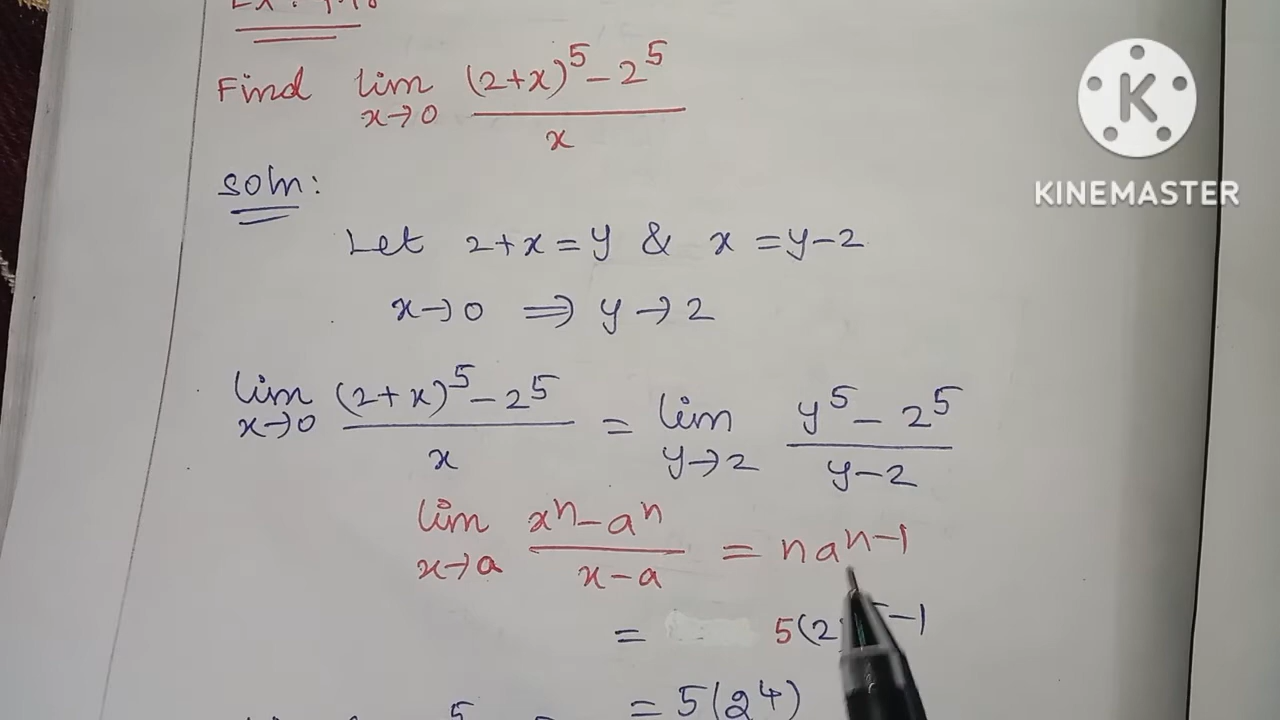 Find lim x→0 (2+x)^5 - 2^5 / x
Soln:
Let 2+x = y & x = y-2
x→0 ⟹ y→2
lim x→0 (2+x)^5 - 2^5 / x = lim y→2 y^5 - 2^5 / y-2
lim x→a x^n - a^n / x-a = na^n-1
= 5(2 -1
= 5(2^4)
K
KINEMASTER